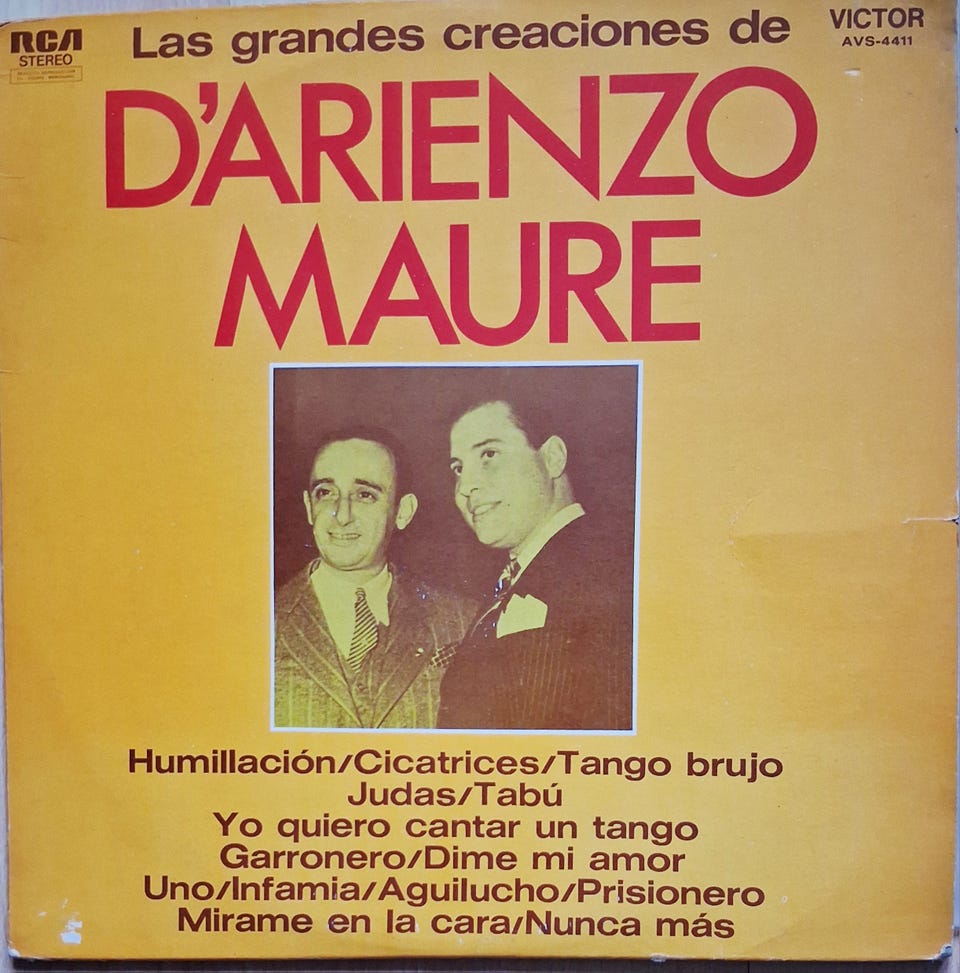 RCA
STEREO
Las grandes creaciones de
VICTOR
AVS-4411
D'ARIENZO
MAURE
Humillación/Cicatrices/Tango brujo
Judas/Tabú
Yo quiero cantar un tango
Garronero/Dime mi amor
Uno/Infamia/Aguilucho/Prisionero
Mirame en la cara/Nunca más